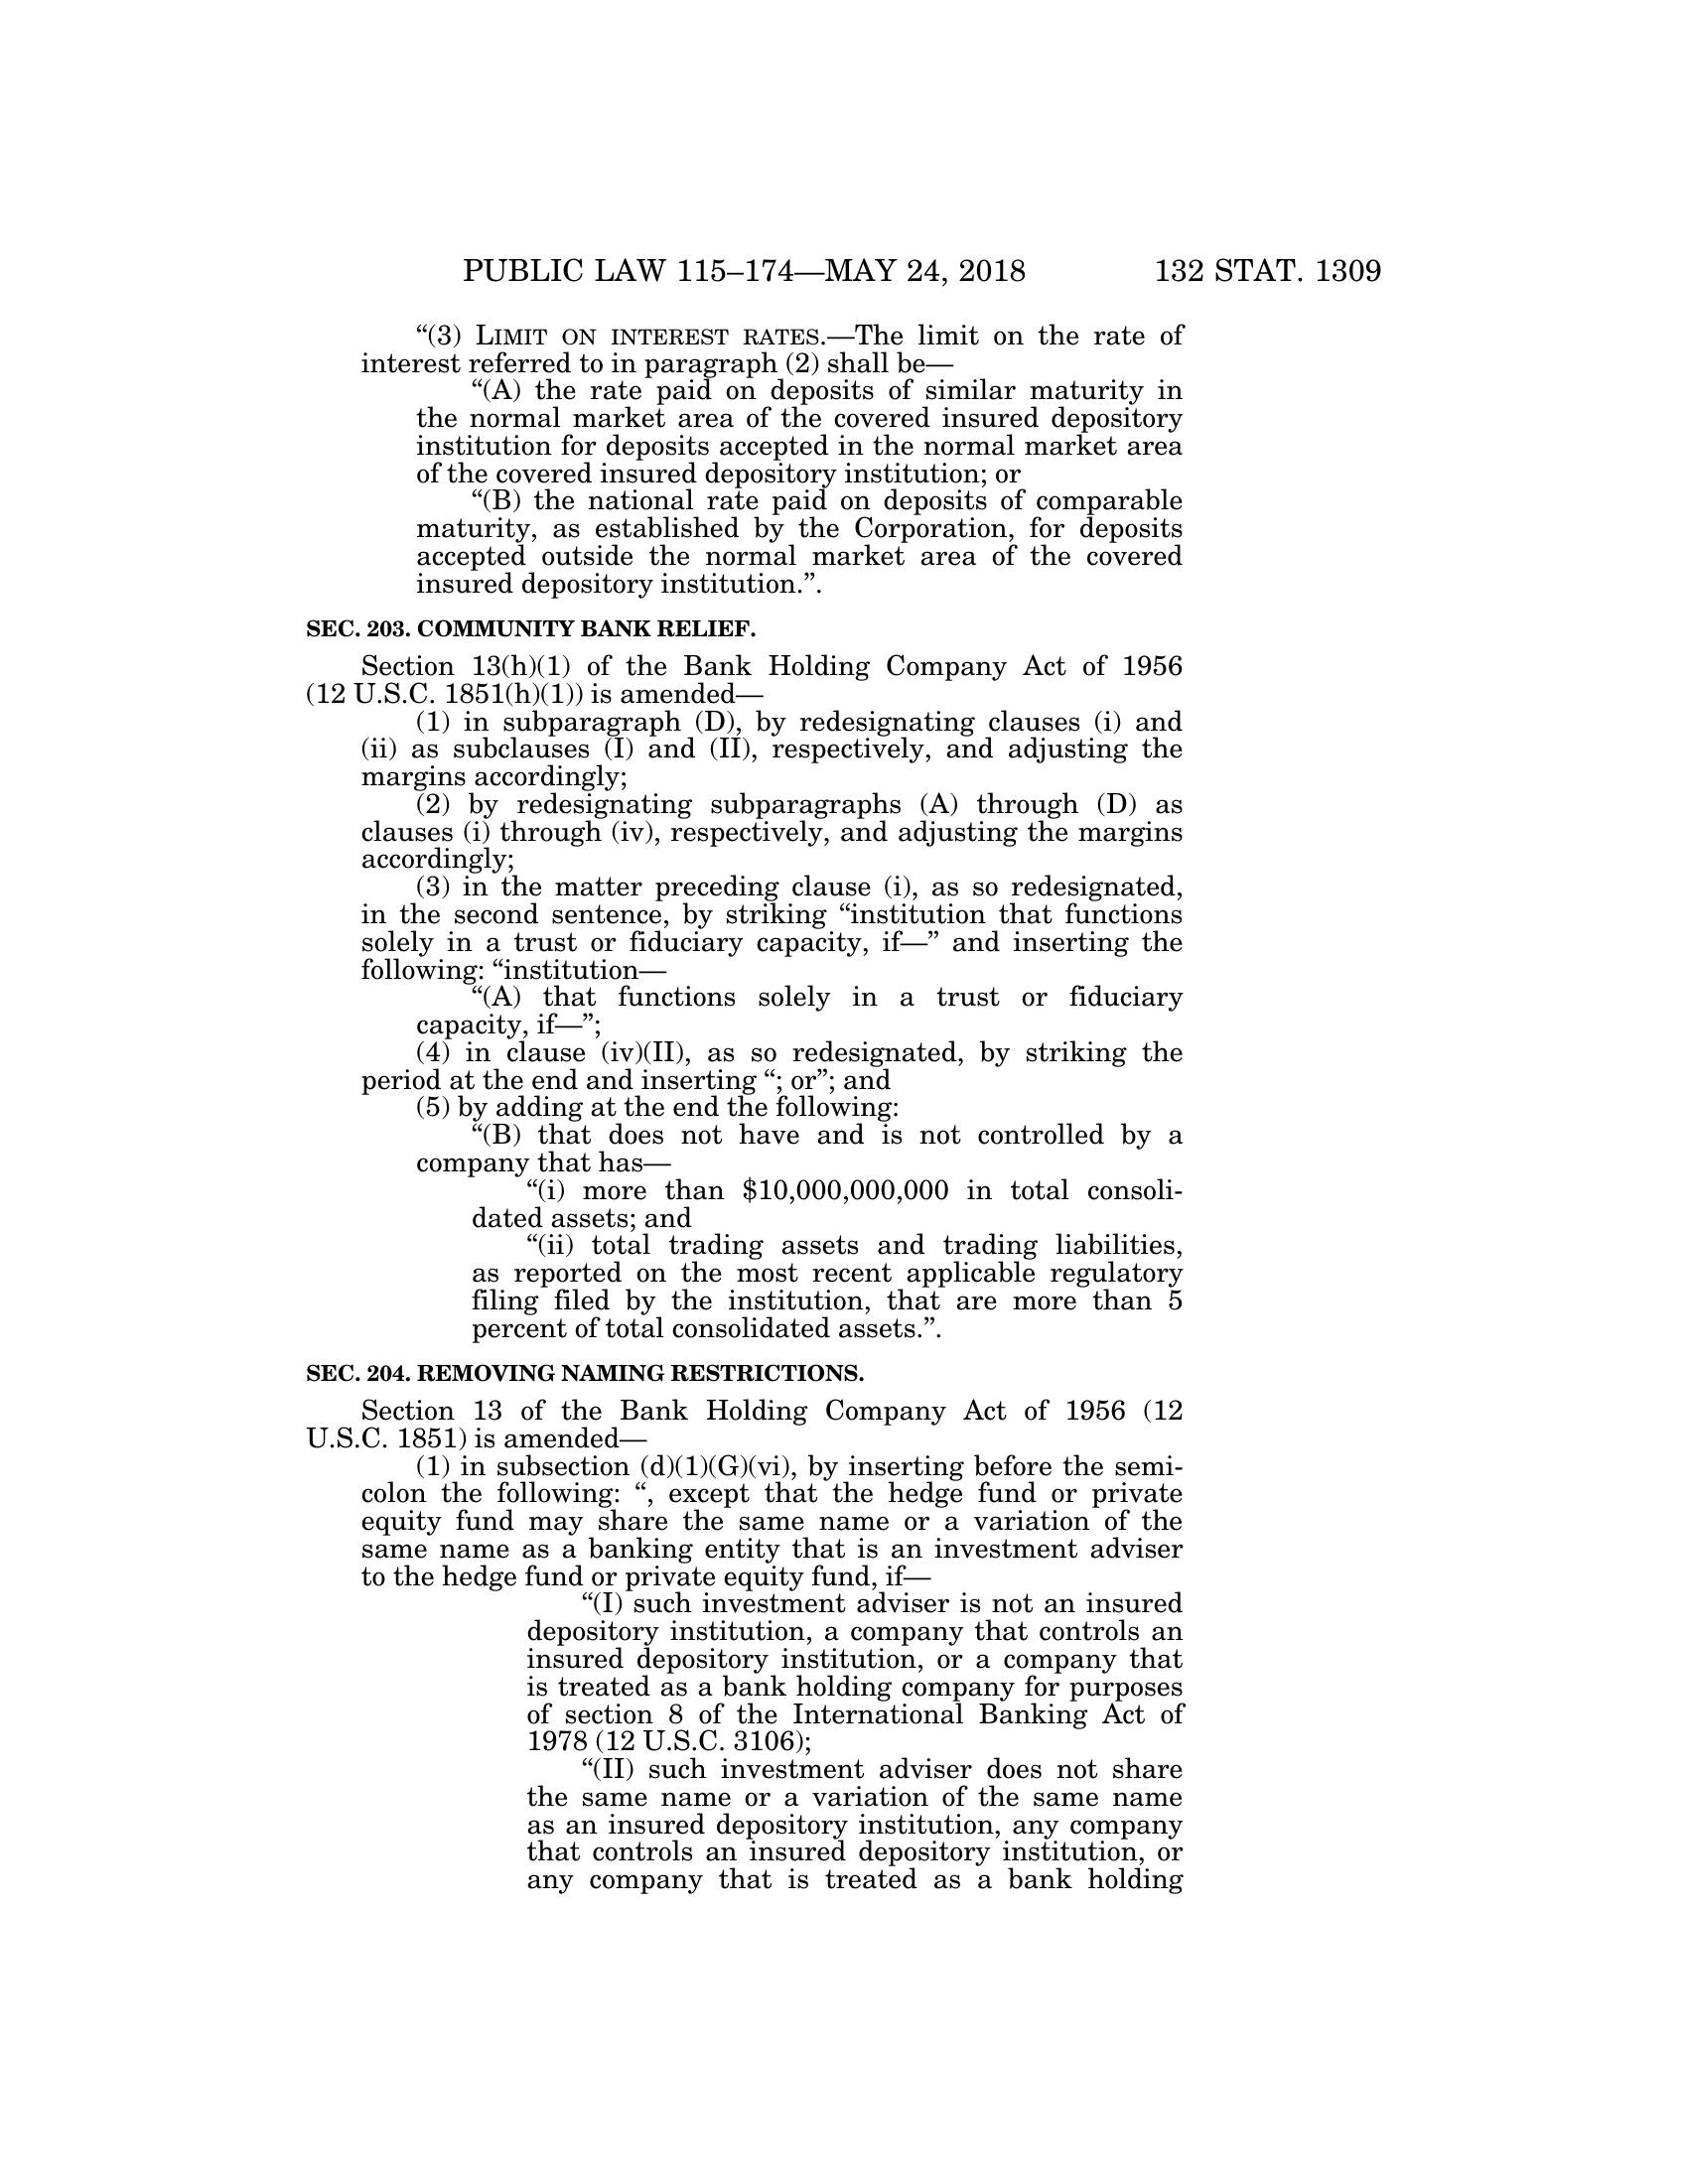 PUBLIC LAW 115–174—MAY 24, 2018 132 STAT. 1309
“(3) LIMIT ON INTEREST RATES.—The limit on the rate of
interest referred to in paragraph (2) shall be—
“(A) the rate paid on deposits of similar maturity in
the normal market area of the covered insured depository
institution for deposits accepted in the normal market area
of the covered insured depository institution; or
“(B) the national rate paid on deposits of comparable
maturity, as established by the Corporation, for deposits
accepted outside the normal market area of the covered
insured depository institution.”.
SEC. 203. COMMUNITY BANK RELIEF.
Section 13(h)(1) of the Bank Holding Company Act of 1956
(12 U.S.C. 1851(h)(1)) is amended—
(1) in subparagraph (D), by redesignating clauses (i) and
(ii) as subclauses (I) and (II), respectively, and adjusting the
margins accordingly;
(2) by redesignating subparagraphs (A) through (D) as
clauses (i) through (iv), respectively, and adjusting the margins
accordingly;
(3) in the matter preceding clause (i), as so redesignated,
in the second sentence, by striking “institution that functions
solely in a trust or fiduciary capacity, if—” and inserting the
following: “institution—
“(A) that functions solely in a trust or fiduciary
capacity, if—”;
(4) in clause (iv)(II), as so redesignated, by striking the
period at the end and inserting “; or”; and
(5) by adding at the end the following:
“(B) that does not have and is not controlled by a
company that has—
“(i) more than $10,000,000,000 in total consoli-
dated assets; and
“(ii) total trading assets and trading liabilities,
as reported on the most recent applicable regulatory
filing filed by the institution, that are more than 5
percent of total consolidated assets.”.
SEC. 204. REMOVING NAMING RESTRICTIONS.
Section 13 of the Bank Holding Company Act of 1956 (12
U.S.C. 1851) is amended—
(1) in subsection (d)(1)(G)(vi), by inserting before the semi-
colon the following: “, except that the hedge fund or private
equity fund may share the same name or a variation of the
same name as a banking entity that is an investment adviser
to the hedge fund or private equity fund, if—
“(I) such investment adviser is not an insured
depository institution, a company that controls an
insured depository institution, or a company that
is treated as a bank holding company for purposes
of section 8 of the International Banking Act of
1978 (12 U.S.C. 3106);
“(II) such investment adviser does not share
the same name or a variation of the same name
as an insured depository institution, any company
that controls an insured depository institution, or
any company that is treated as a bank holding